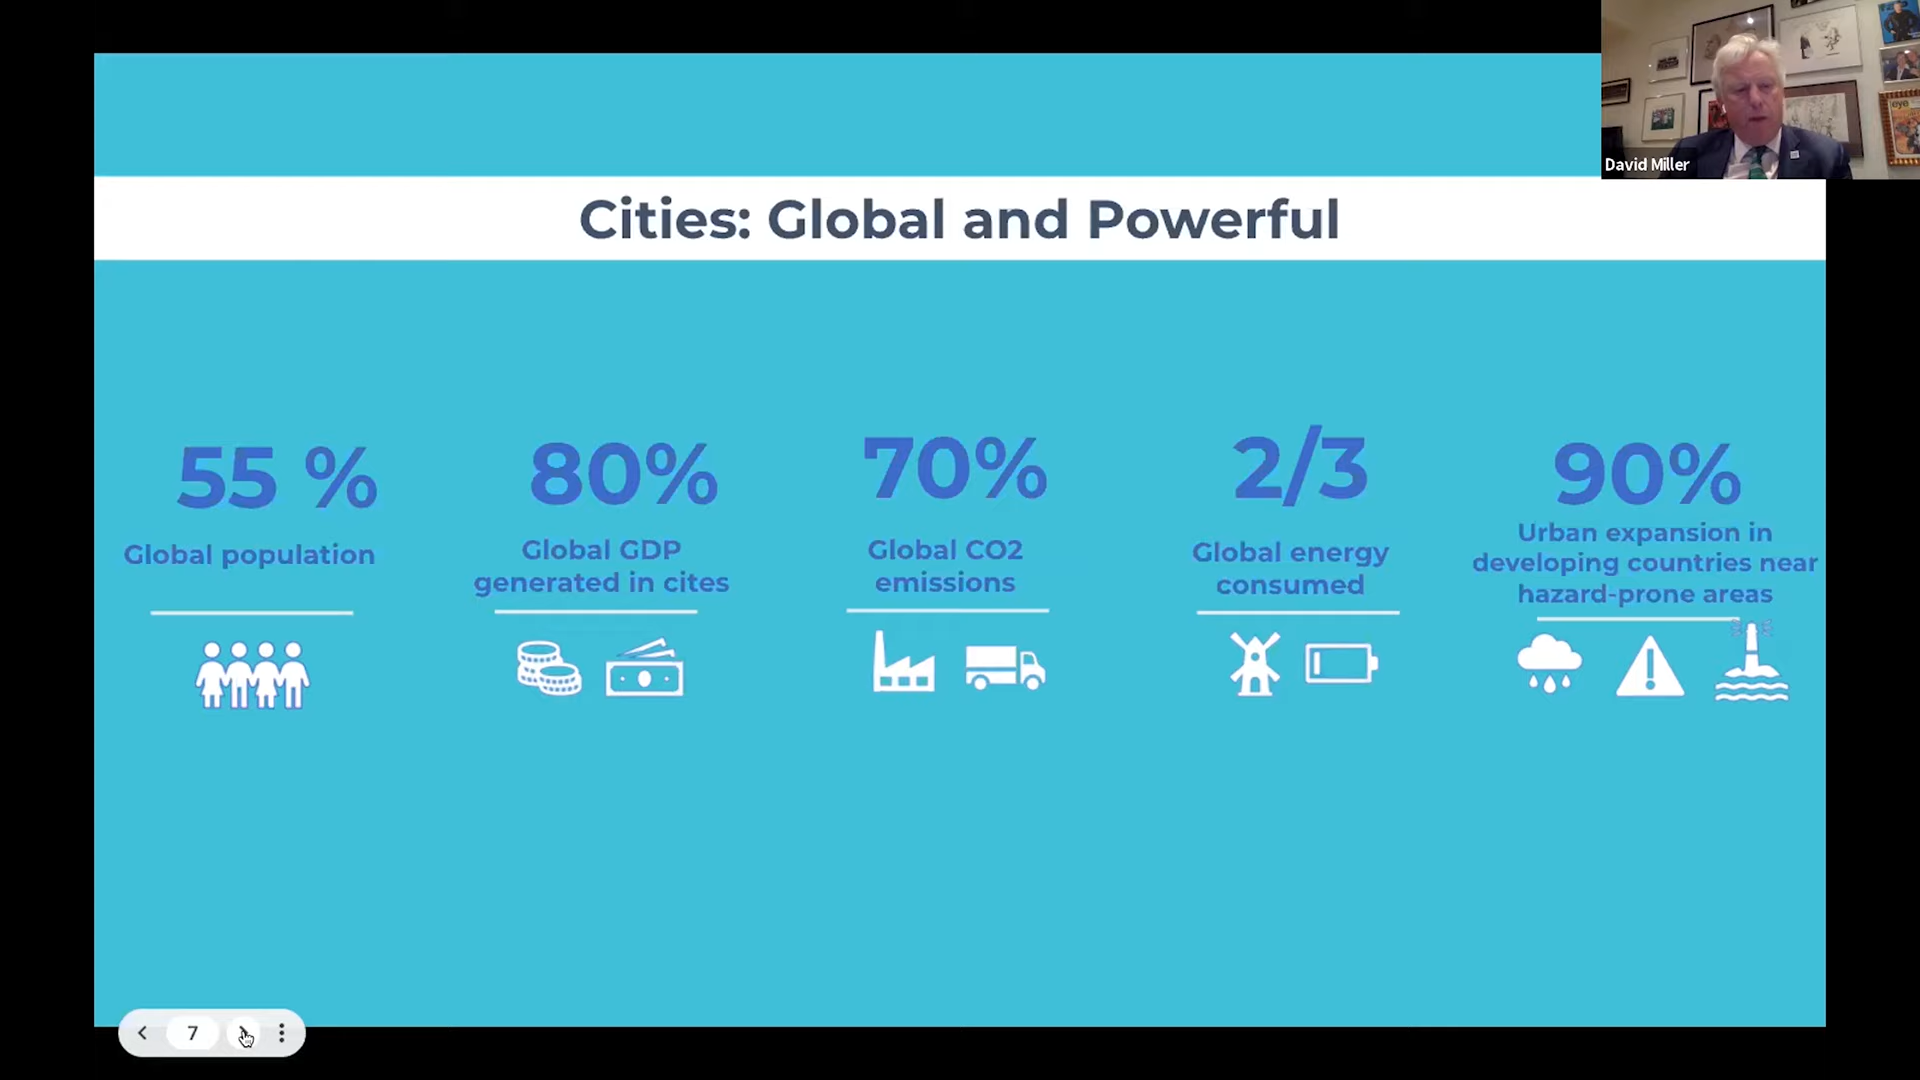 eye
David Miller
Cities: Global and Powerful
55 %
Global population
80%
Global GDP
generated in cites
70%
Global CO2
emissions
2/3
Global energy
consumed
90%
Urban expansion in
developing countries near
hazard-prone areas
7